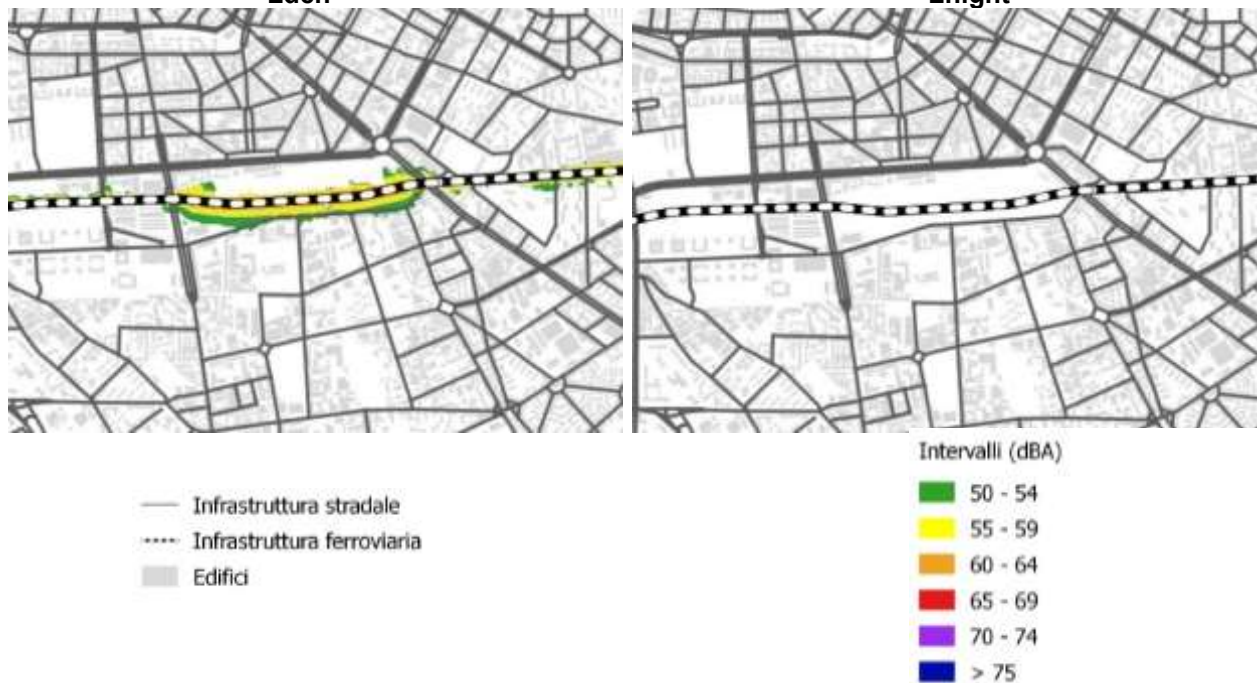 Lden
Lnight
Infrastruttura stradale
Infrastruttura ferroviaria
Edifici
Intervalli (dBA)
50 - 54
55 - 59
60 - 64
65 - 69
70 - 74
> 75